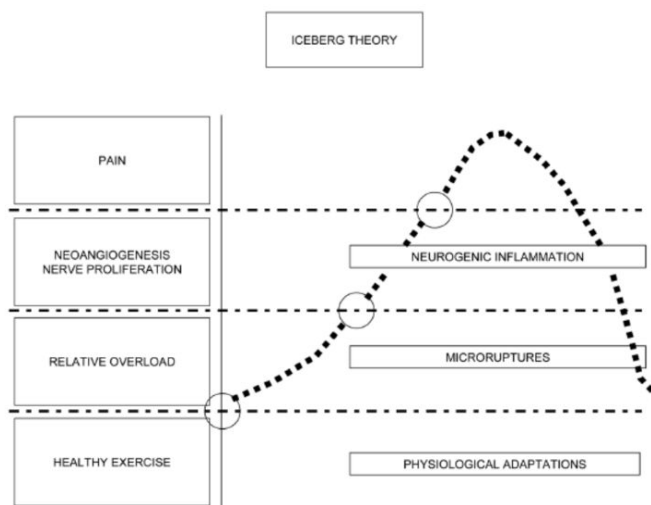 ICEBERG THEORY
PAIN
NEOANGIOGENESIS
NERVE PROLIFERATION
NEUROGENIC INFLAMMATION
RELATIVE OVERLOAD
MICRORUPTURES
HEALTHY EXERCISE
PHYSIOLOGICAL ADAPTATIONS